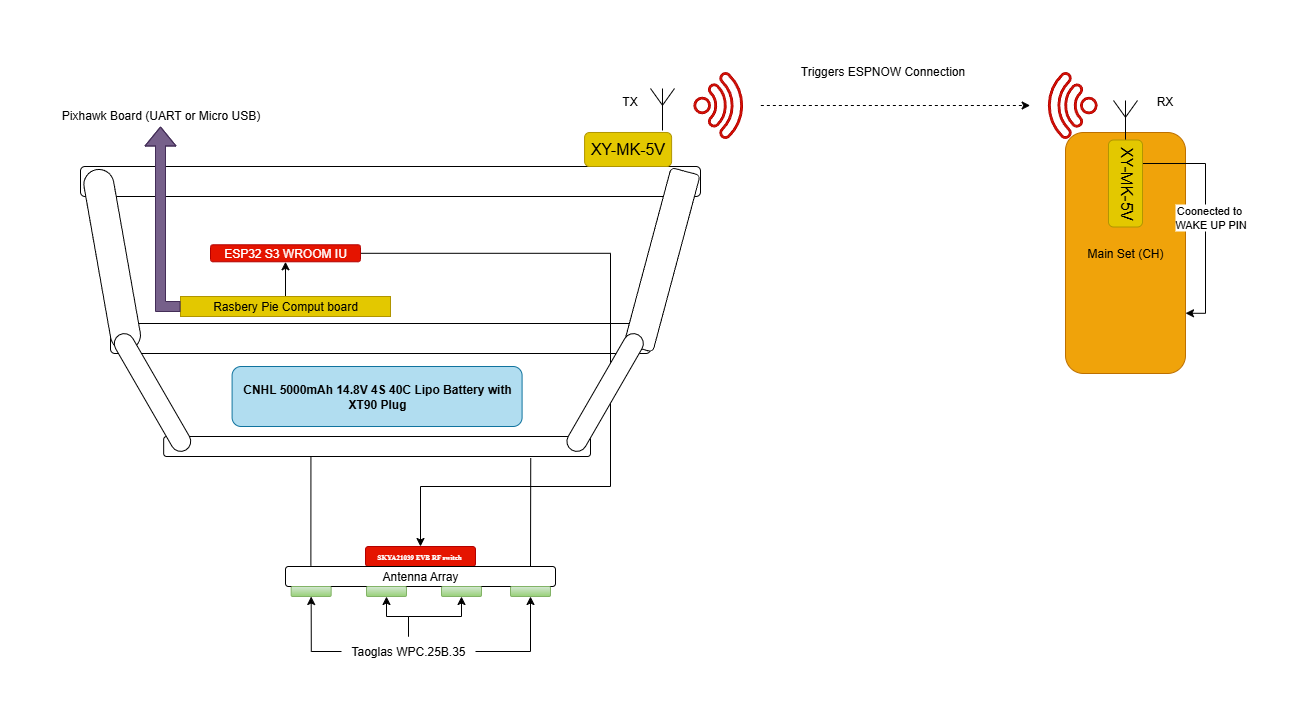 Triggers ESPNOW Connection
TX
RX
Pixhawk Board (UART or Micro USB)
XY-MK-5V
XY-MK-5V
Coonected to
WAKE UP PIN
ESP32 S3 WROOM IU
Main Set (CH)
Rasbery Pie Comput board
CNHL 5000mAh 14.8V 4S 40C Lipo Battery with
XT90 Plug
SKYA21039 EVB RF switch
Antenna Array
Taoglas WPC.25B.35